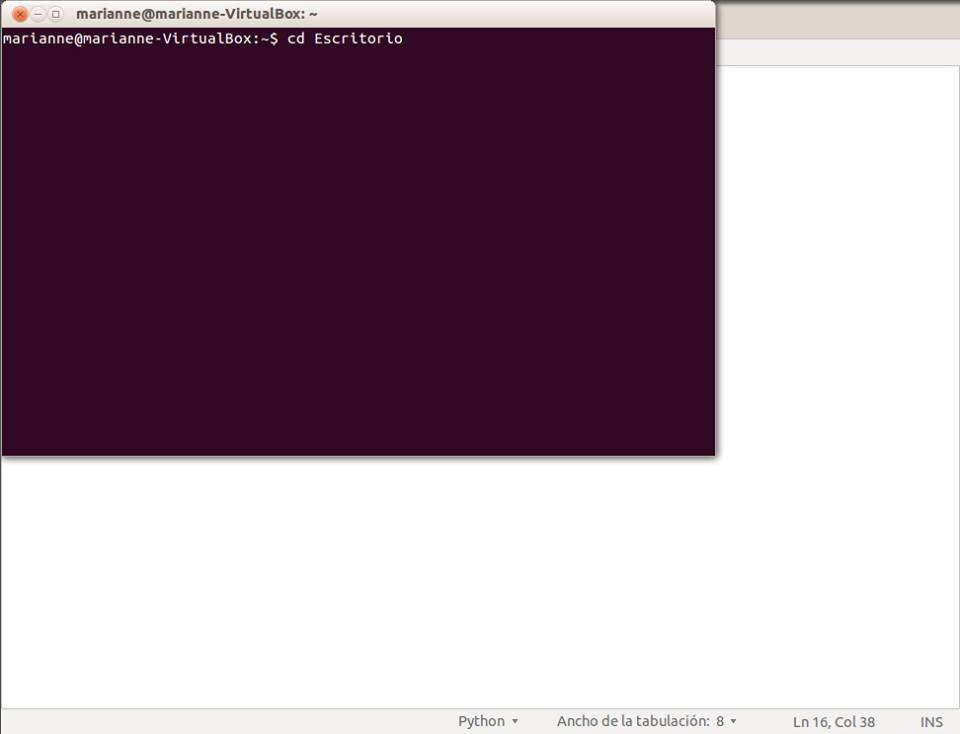 marianne@marianne-VirtualBox: ~
marianne@marianne-VirtualBox:~$ cd Escritorio
Python Ancho de la tabulación: 8 Ln 16, Col 38 INS